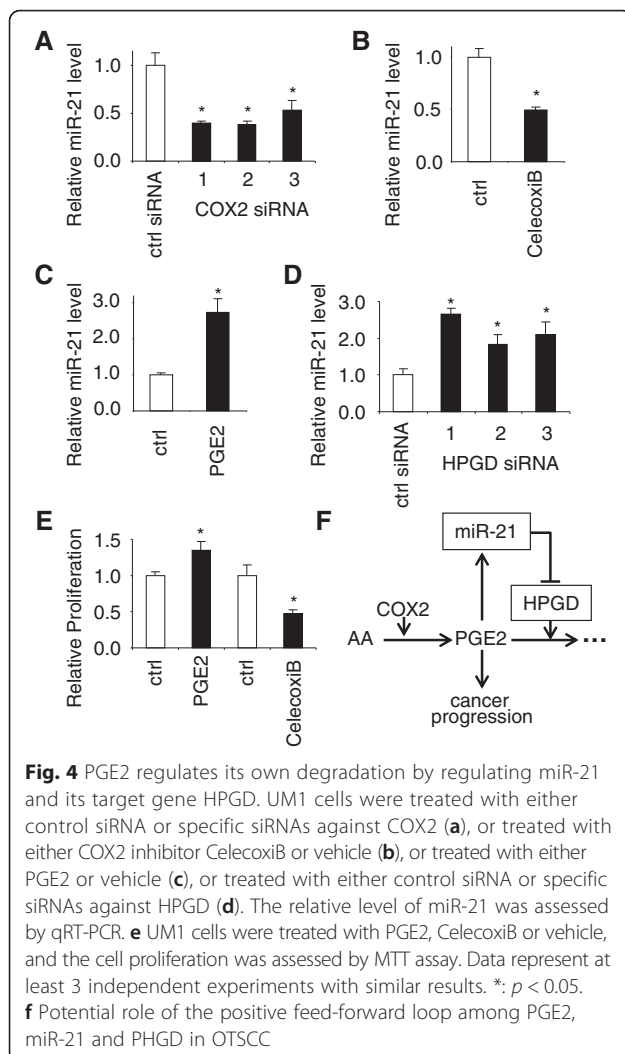 A
Relative miR-21 level
1.0
0.5
0.0
* * *
ctrl siRNA
1 2 3
COX2 siRNA
B
Relative miR-21 level
1.0
0.5
0.0
*
ctrl
CelecoxiB
C
Relative miR-21 level
3.0
2.0
1.0
0.0
*
ctrl
PGE2
D
Relative miR-21 level
3.0
2.0
1.0
0.0
* * *
ctrl siRNA
1 2 3
HPGD siRNA
E
Relative Proliferation
1.5
1.0
0.5
0.0
* *
ctrl
PGE2
ctrl
CelecoxiB
F
miR-21
HPGD
COX2
AA
PGE2
...
cancer
progression
Fig. 4 PGE2 regulates its own degradation by regulating miR-21
and its target gene HPGD. UM1 cells were treated with either
control siRNA or specific siRNAs against COX2 (a), or treated with
either COX2 inhibitor CelecoxiB or vehicle (b), or treated with either
PGE2 or vehicle (c), or treated with either control siRNA or specific
siRNAs against HPGD (d). The relative level of miR-21 was assessed
by qRT-PCR. e UM1 cells were treated with PGE2, CelecoxiB or vehicle,
and the cell proliferation was assessed by MTT assay. Data represent at
least 3 independent experiments with similar results. *: p < 0.05.
f Potential role of the positive feed-forward loop among PGE2,
miR-21 and PHGD in OTSCC